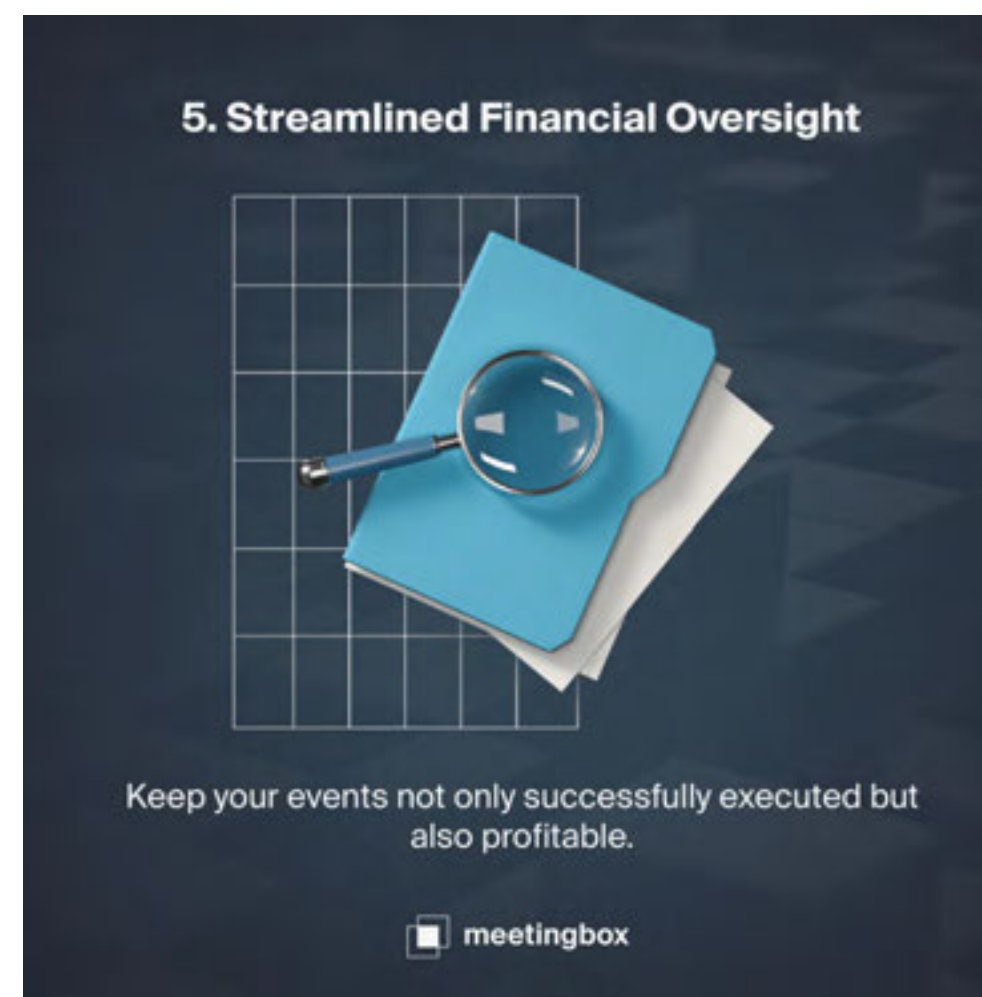 5. Streamlined Financial Oversight
Keep your events not only successfully executed but
also profitable.
meetingbox